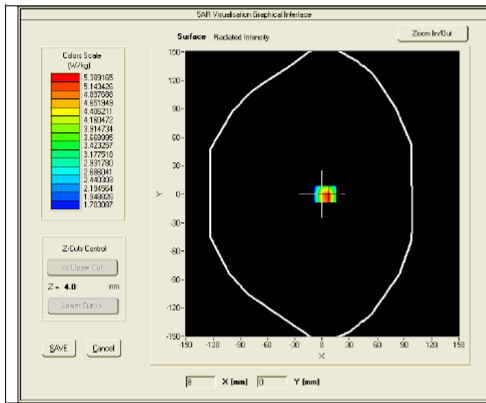 SAR Visualisation Graphical Interface
Surface Radiated Intensity
Zoom In/Out
Colors Scale
(W/kg)
5.389165
5.143426
4.897688
4.651949
4.406211
4.160472
3.914734
3.668995
3.423257
3.177518
2.931780
2.686041
2.440303
2.194564
1.948826
1.703087
150
120
90
60
30
0
-30
-60
-90
-120
-150
Y
-150 -120 -90 -60 -30 0 30 60 90 120 150
X
Z-Cuts Control
<< Upper Cut
Z = 4.0 mm
Lower Cut >>
SAVE Cancel
8 X (mm) 0 Y (mm)